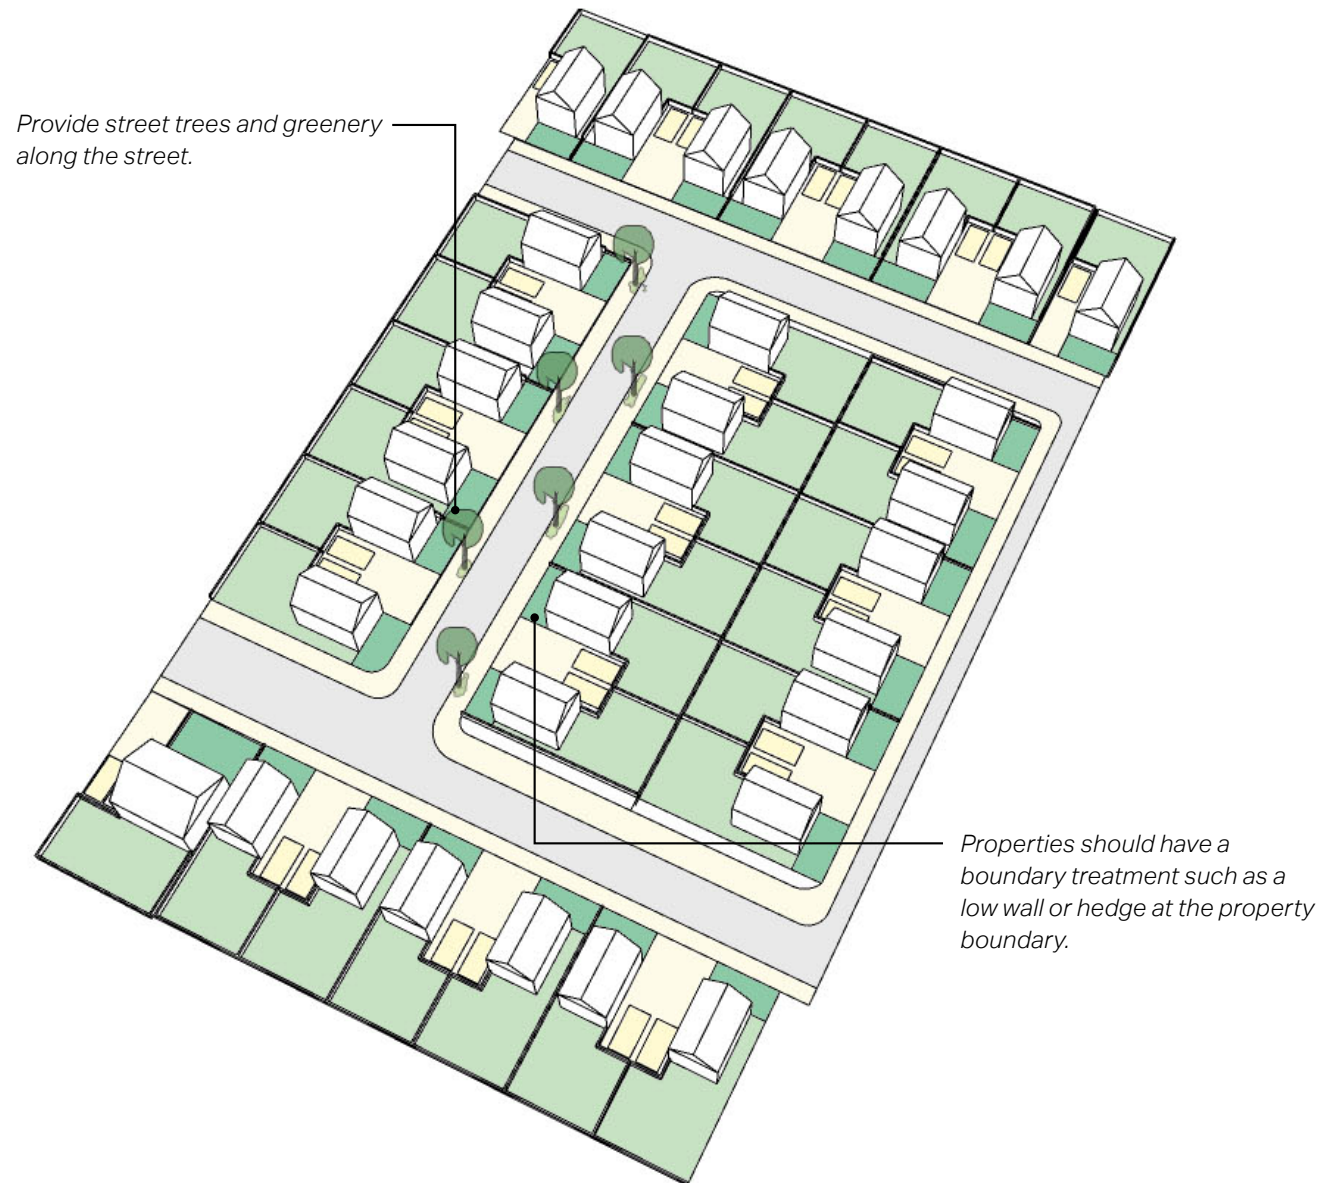 Provide street trees and greenery
along the street.
Properties should have a
boundary treatment such as a
low wall or hedge at the property
boundary.